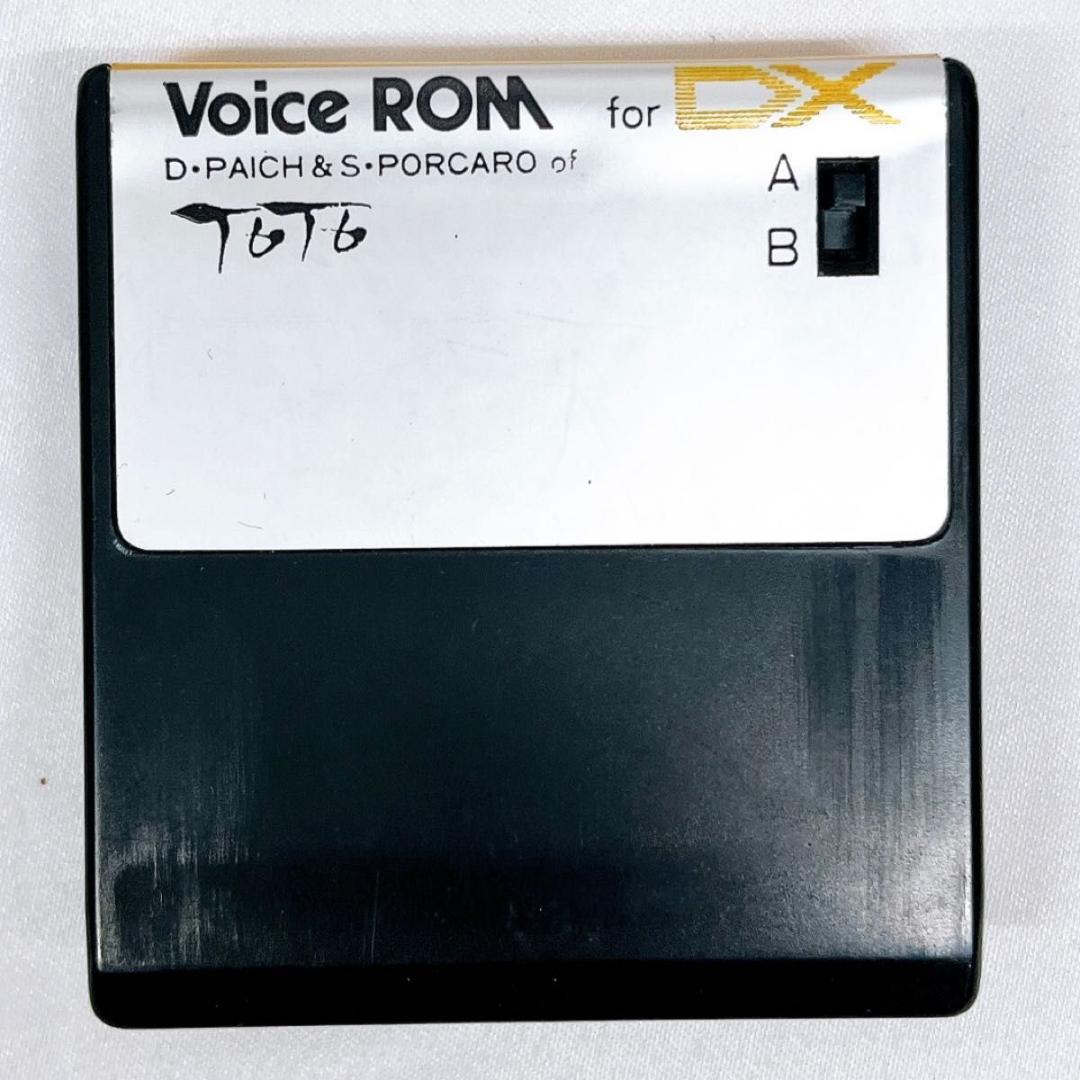 Voice ROM for DX
D•PAICH & S•PORCARO of
TOTO
A
B